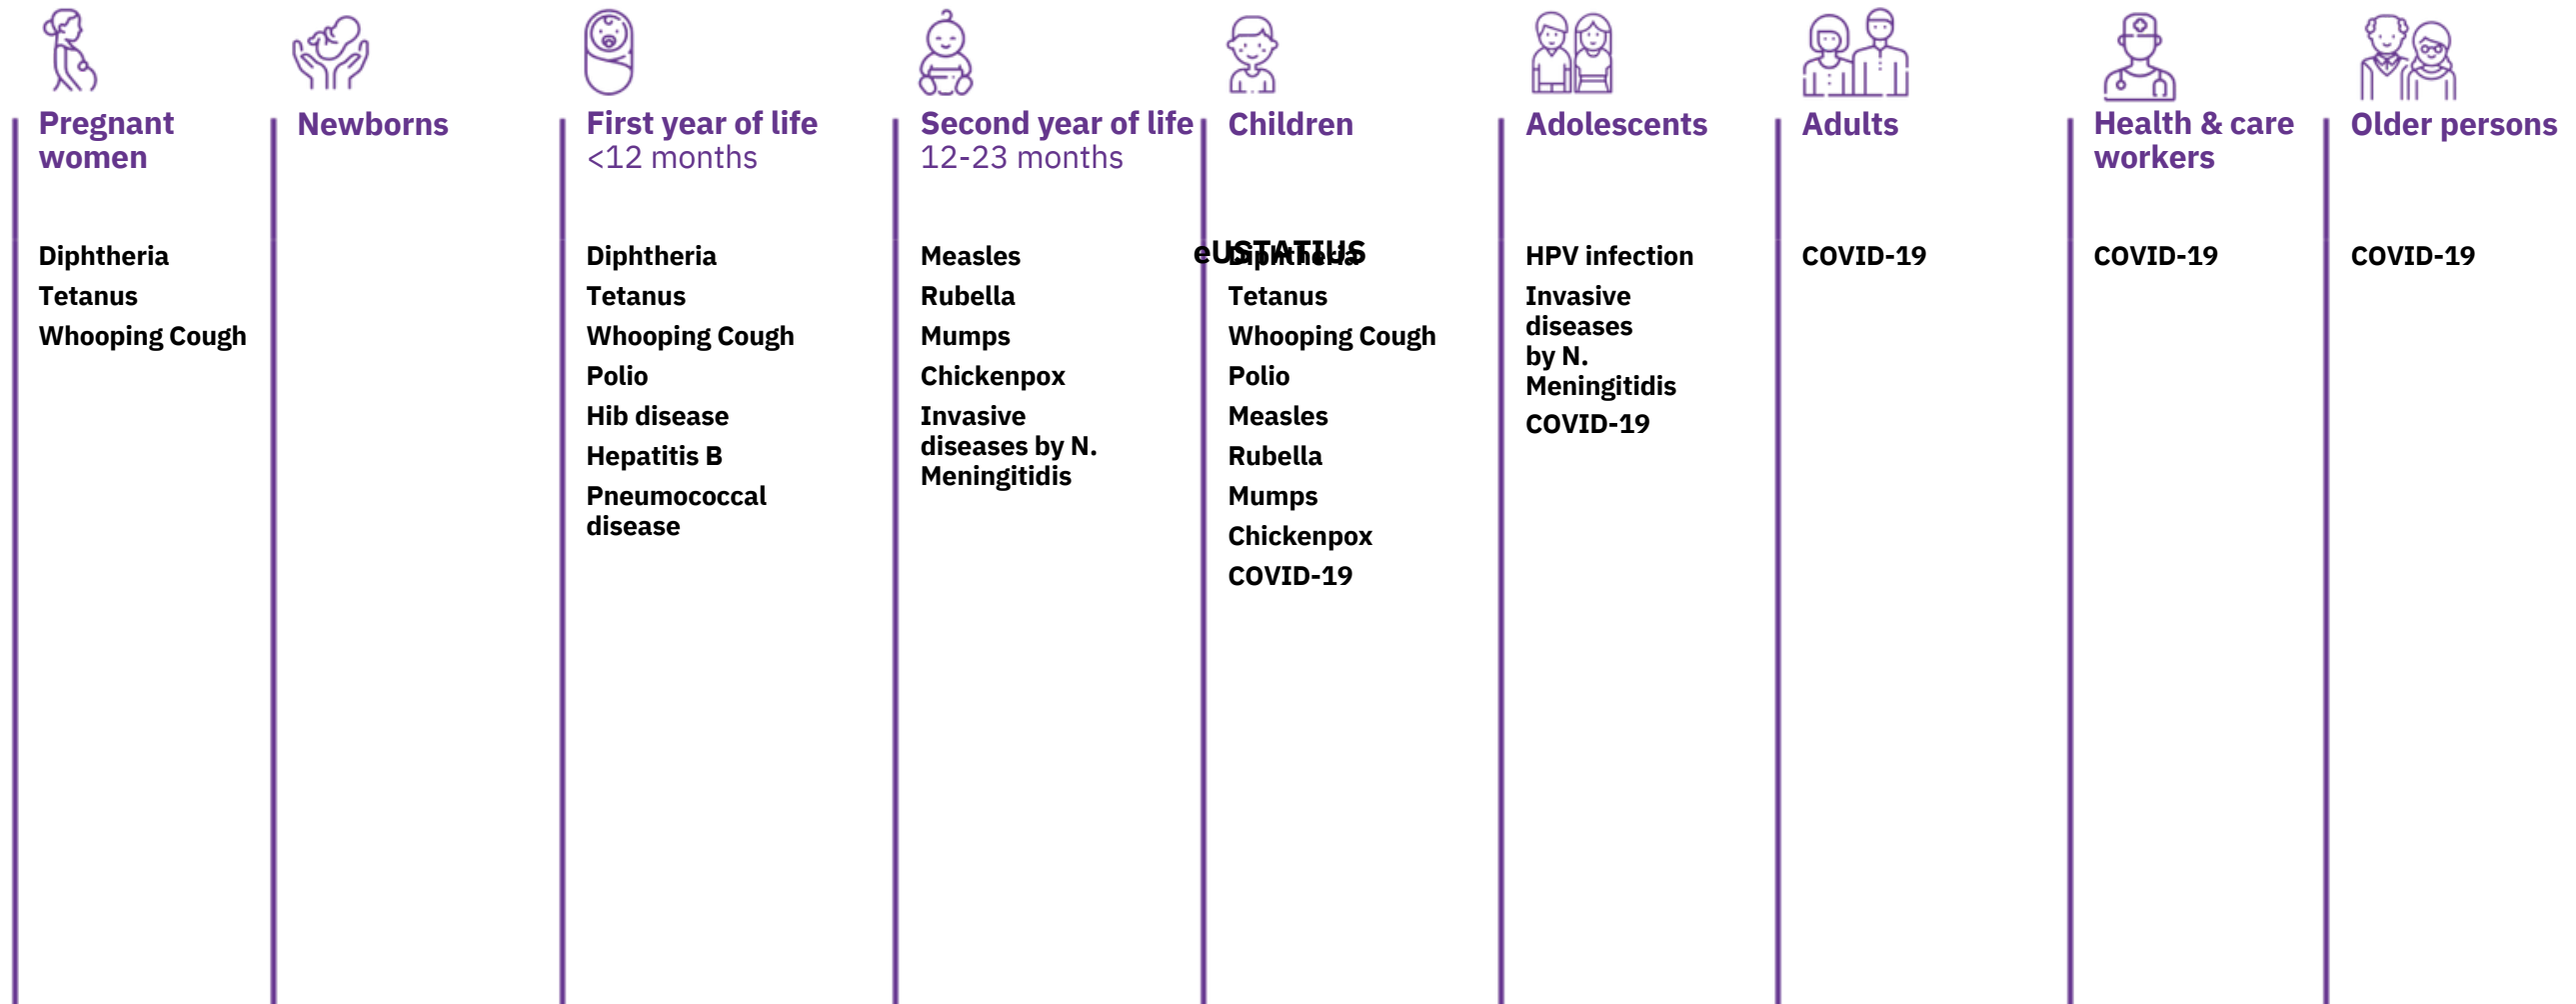 Pregnant
women
Diphtheria
Tetanus
Whooping Cough
Newborns
First year of life
<12 months
Diphtheria
Tetanus
Whooping Cough
Polio
Hib disease
Hepatitis B
Pneumococcal
disease
Second year of life
12-23 months
Measles
Rubella
Mumps
Chickenpox
Invasive
diseases by N.
Meningitidis
Children
eUSTATIUS
Diphtheria
Tetanus
Whooping Cough
Polio
Measles
Rubella
Mumps
Chickenpox
COVID-19
Adolescents
HPV infection
Invasive
diseases
by N.
Meningitidis
COVID-19
Adults
COVID-19
Health & care
workers
COVID-19
Older persons
COVID-19